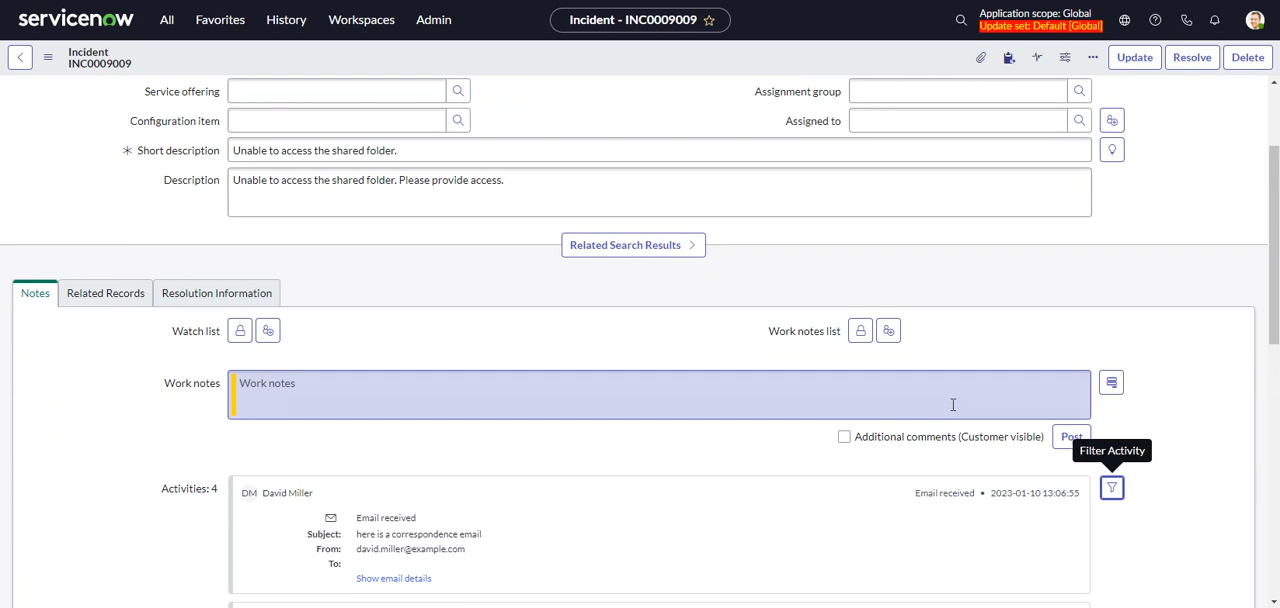 servicenow All Favorites History Workspaces Admin Incident - INC0009009 Application scope: Global
Update set: Default [Global]
Incident
INC0009009
Update Resolve Delete
Service offering Assignment group
Configuration item Assigned to
Short description Unable to access the shared folder.
Description Unable to access the shared folder. Please provide access.
Related Search Results
Notes Related Records Resolution Information
Watch list Work notes list
Work notes Work notes
Additional comments (Customer visible) Post
Filter Activity
Activities: 4 DM David Miller Email received • 2023-01-10 13:06:55
Email received
Subject: here is a correspondence email
From: david.miller@example.com
To:
Show email details